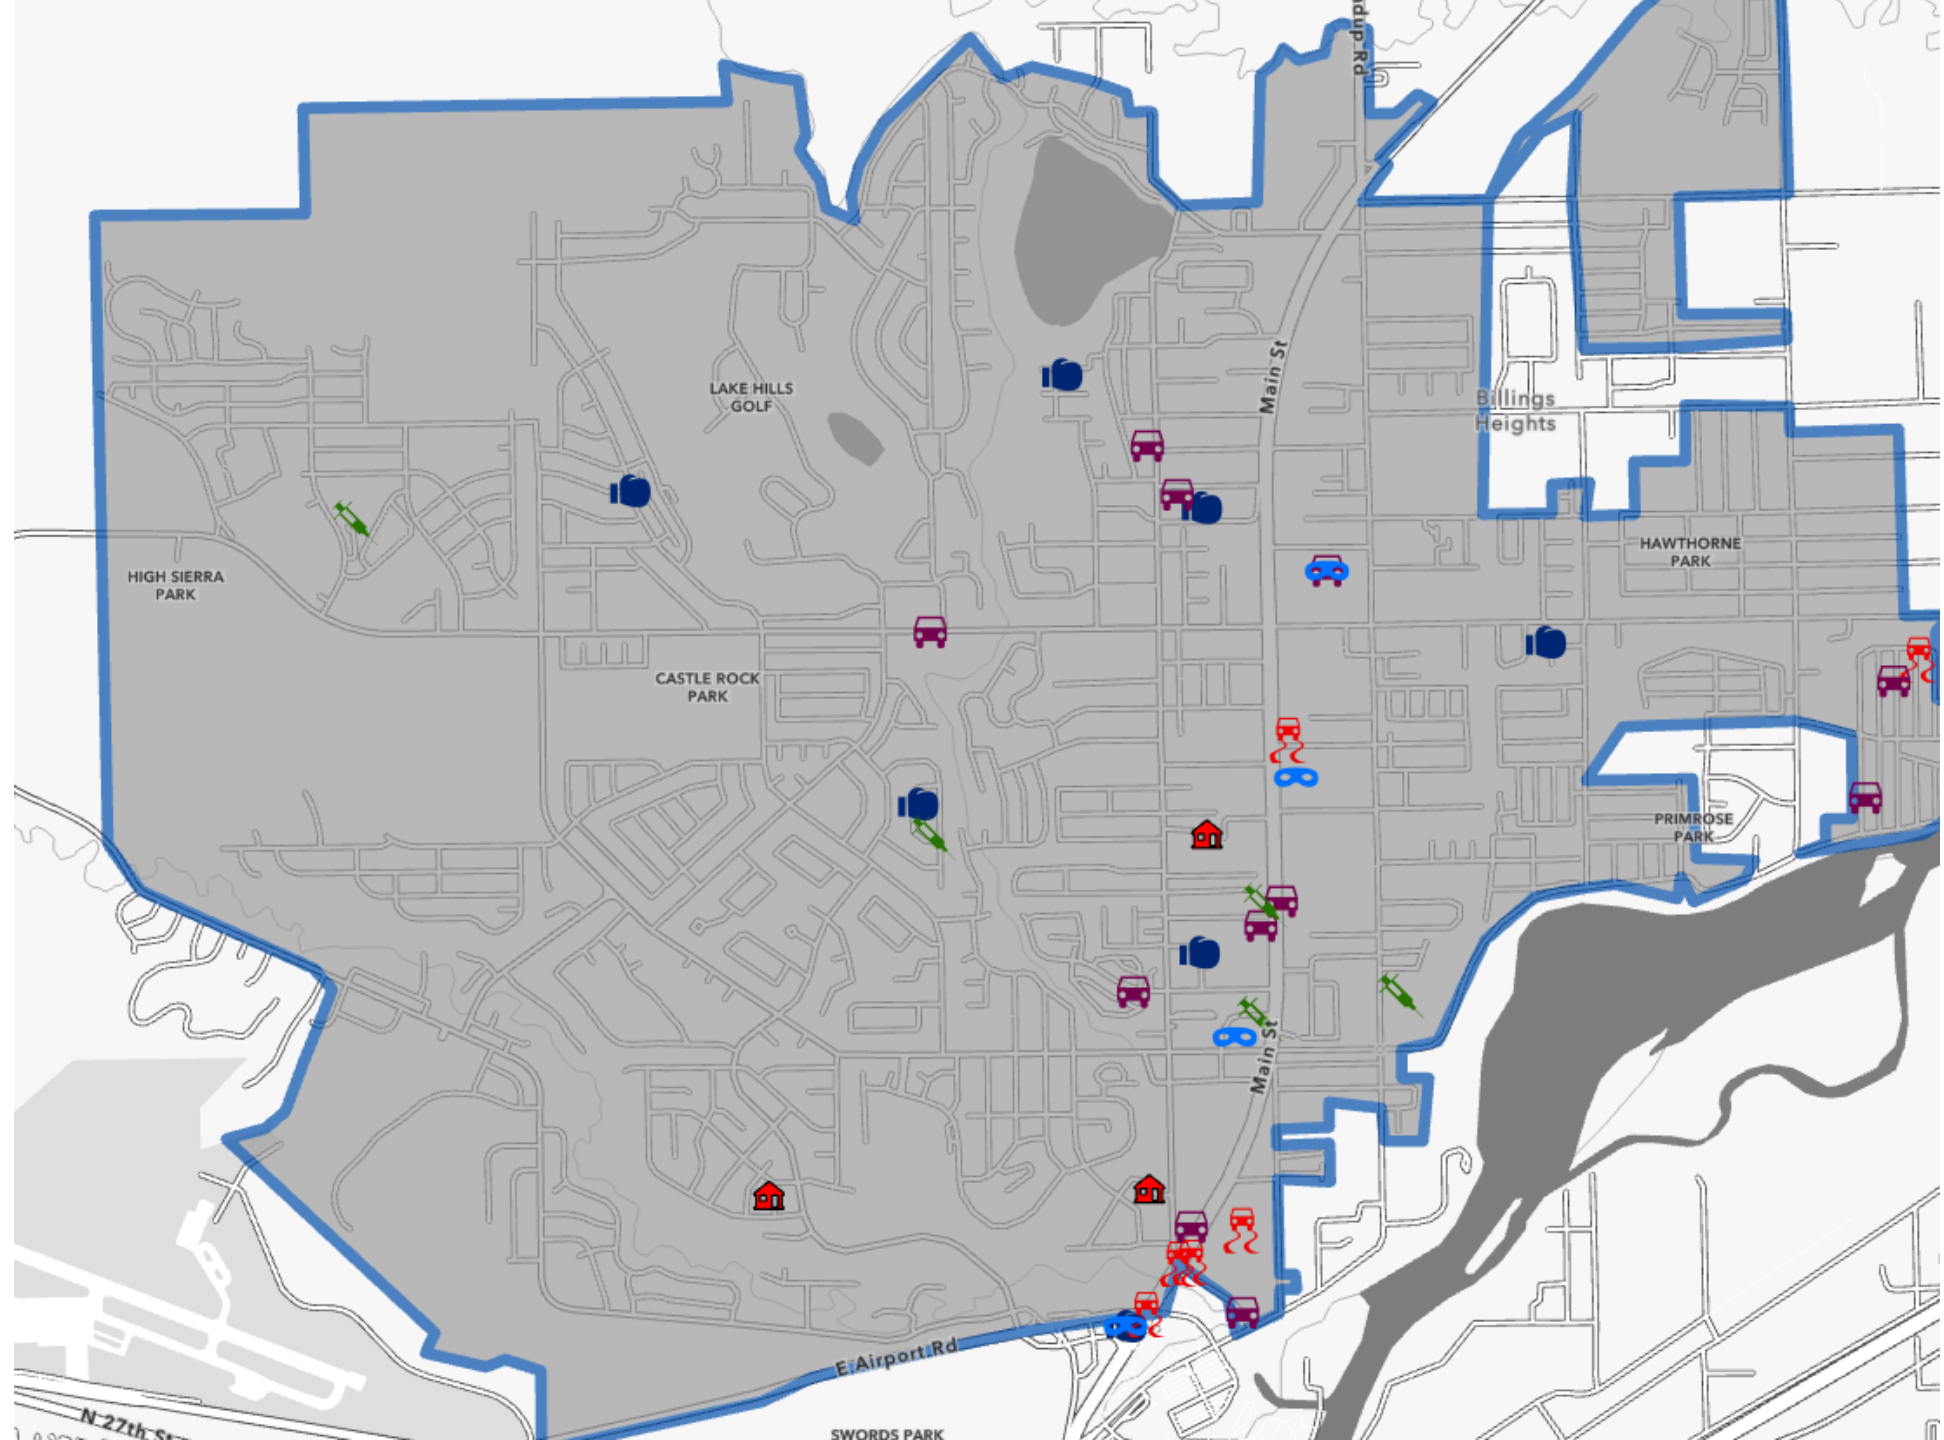 dup Rd
Main St
LAKE HILLS
GOLF
Billings
Heights
HAWTHORNE
PARK
HIGH SIERRA
PARK
CASTLE ROCK
PARK
PRIMROSE
PARK
Main St
E Airport Rd
N 27th St
SWORDS PARK